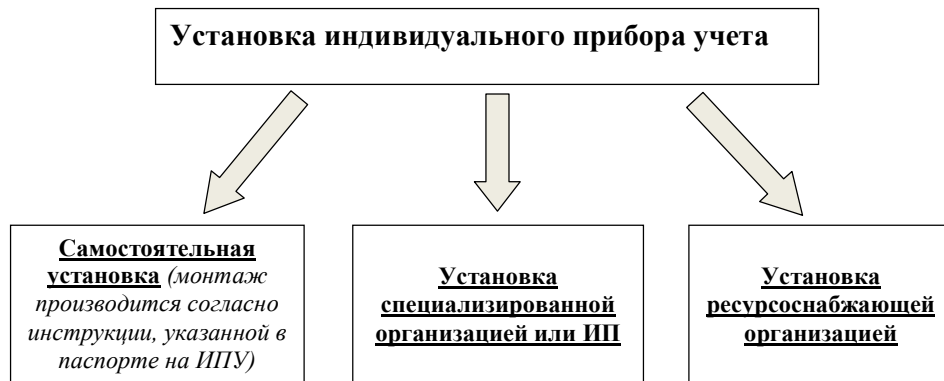 Установка индивидуального прибора учета
Самостоятельная
установка (монтаж
производится согласно
инструкции, указанной в
паспорте на ИПУ)
Установка
специализированной
организацией или ИП
Установка
ресурсоснабжающей
организацией